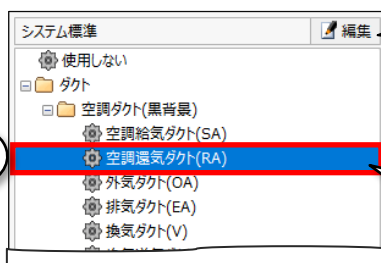 システム標準 編集
使用しない
ダクト
空調ダクト(黒背景)
空調給気ダクト(SA)
空調還気ダクト(RA)
外気ダクト(OA)
排気ダクト(EA)
換気ダクト(V)